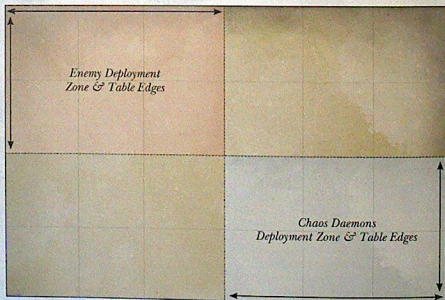 Enemy Deployment
Zone & Table Edges
Chaos Daemons
Deployment Zone & Table Edges